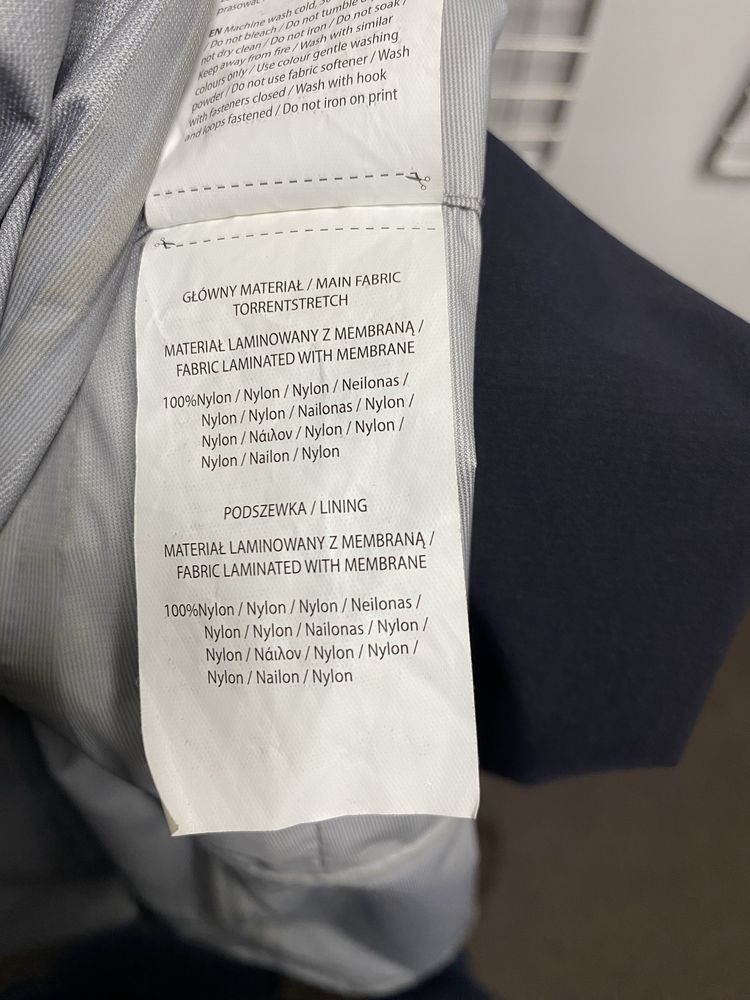 prasować
EN Machine wash cold,
/ Do not bleach / Do not tumble
not dry clean / Do not iron / Do not soak /
Keep away from fire / Wash with similar
colours only / Use colour gentle washing
powder / Do not use fabric softener / Wash
with fasteners closed / Wash with hook
and loops fastened / Do not iron on print
GŁÓWNY MATERIAŁ / MAIN FABRIC
TORRENTSTRETCH
MATERIAŁ LAMINOWANY Z MEMBRANĄ /
FABRIC LAMINATED WITH MEMBRANE
100%Nylon / Nylon / Nylon / Neilonas /
Nylon / Nylon / Nailonas / Nylon /
Nylon / Νάιλον / Nylon / Nylon /
Nylon / Nailon / Nylon
PODSZEWKA / LINING
MATERIAŁ LAMINOWANY Z MEMBRANĄ /
FABRIC LAMINATED WITH MEMBRANE
100%Nylon / Nylon / Nylon / Neilonas /
Nylon / Nylon / Nailonas / Nylon /
Nylon / Νάιλον / Nylon / Nylon /
Nylon / Nailon / Nylon